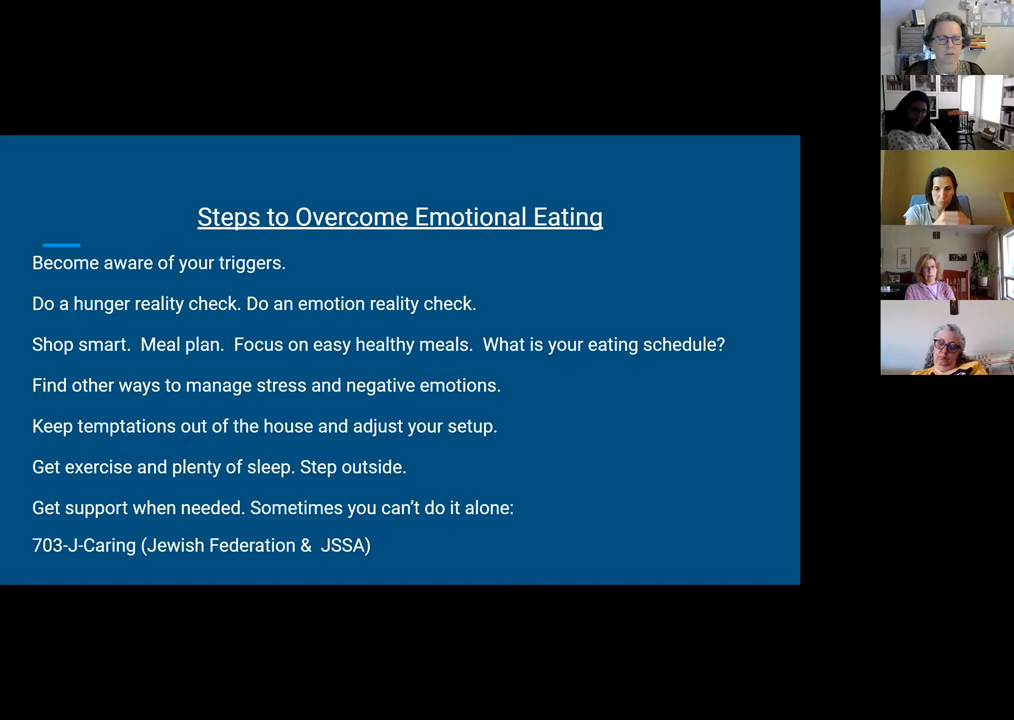 Steps to Overcome Emotional Eating
Become aware of your triggers.
Do a hunger reality check. Do an emotion reality check.
Shop smart.  Meal plan.  Focus on easy healthy meals.  What is your eating schedule?
Find other ways to manage stress and negative emotions.
Keep temptations out of the house and adjust your setup.
Get exercise and plenty of sleep. Step outside.
Get support when needed. Sometimes you can’t do it alone:
703-J-Caring (Jewish Federation &  JSSA)